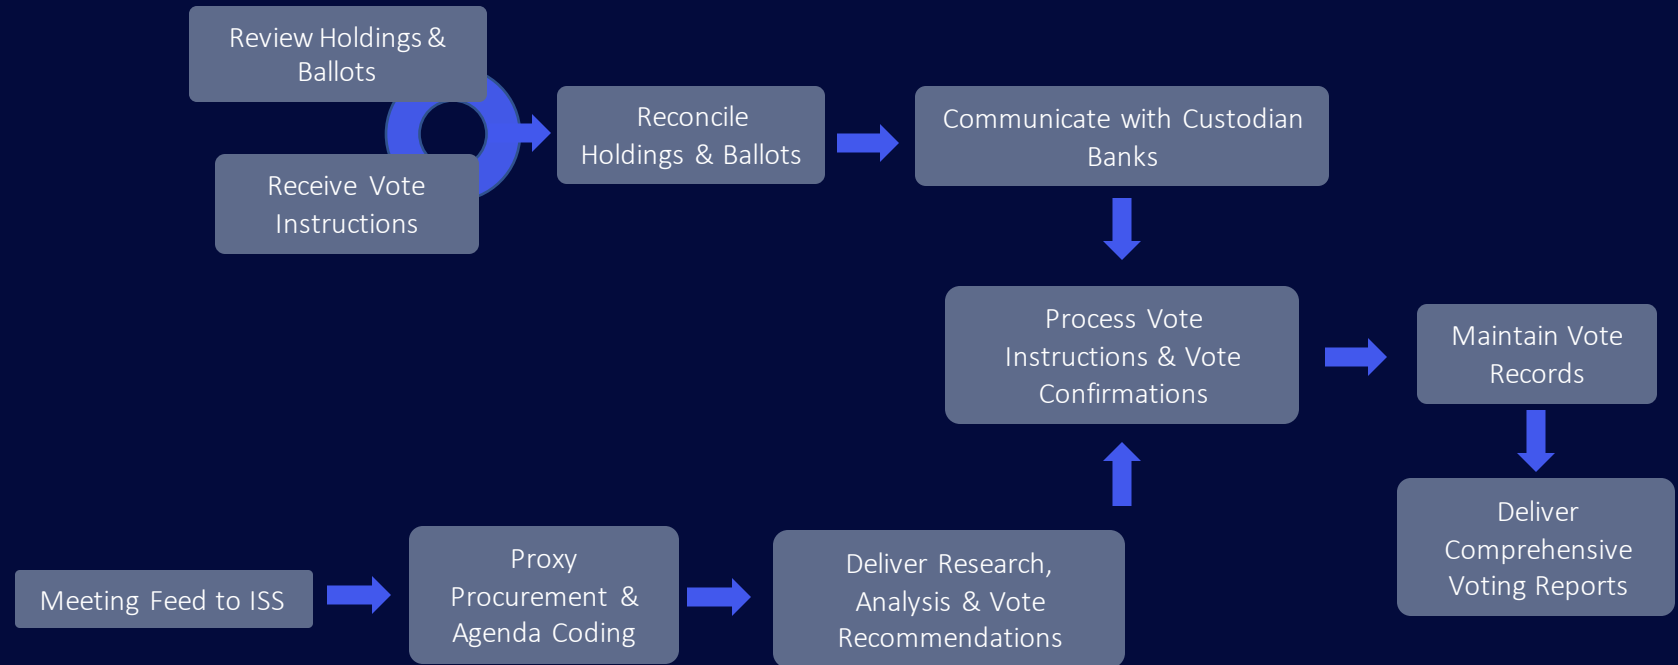 Review Holdings &
Ballots
Receive Vote
Instructions
Reconcile
Holdings & Ballots
Communicate with Custodian
Banks
Process Vote
Instructions & Vote
Confirmations
Maintain Vote
Records
Deliver
Comprehensive
Voting Reports
Meeting Feed to ISS
Proxy
Procurement &
Agenda Coding
Deliver Research,
Analysis & Vote
Recommendations